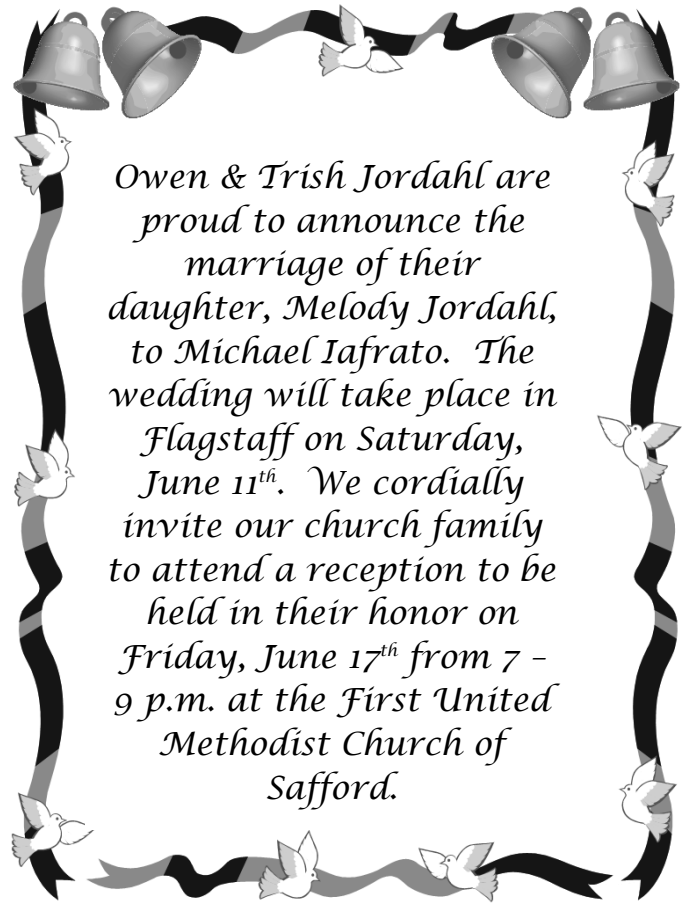 Owen & Trish Jordahl are
proud to announce the
marriage of their
daughter, Melody Jordahl,
to Michael Iafrato.  The
wedding will take place in
Flagstaff on Saturday,
June 11th.  We cordially
invite our church family
to attend a reception to be
held in their honor on
Friday, June 17th from 7 –
9 p.m. at the First United
Methodist Church of
Safford.